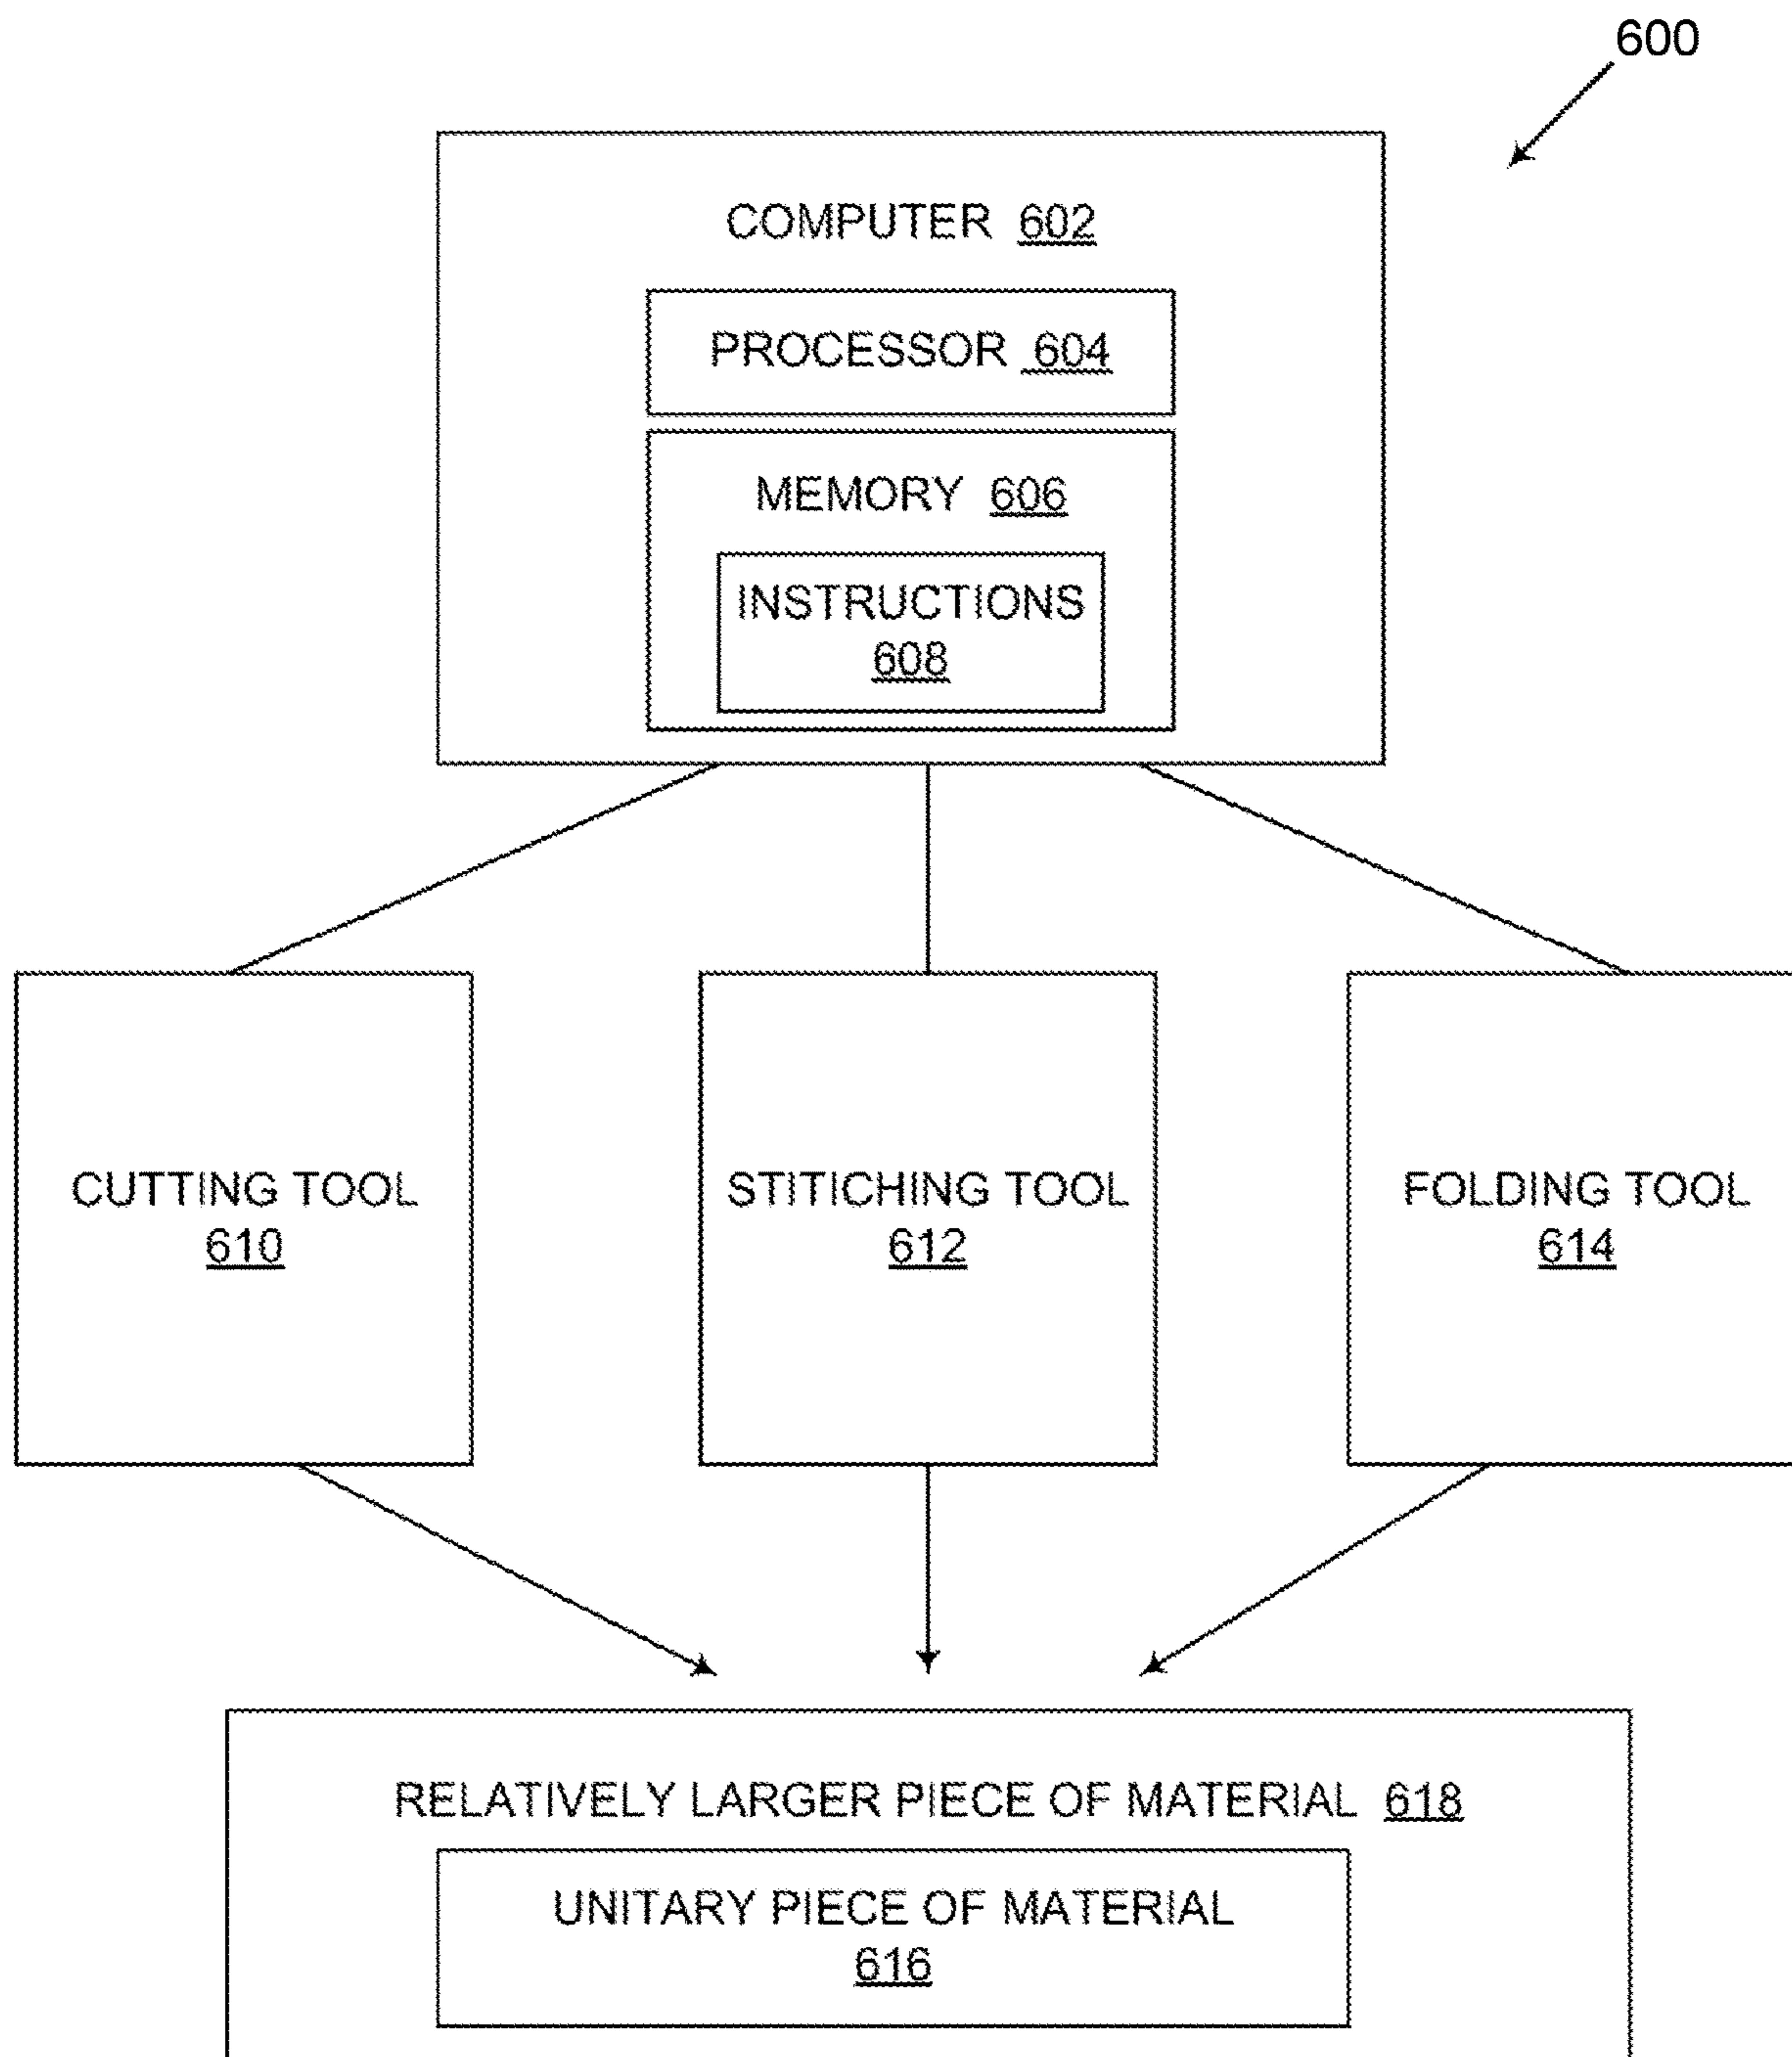 600
COMPUTER 602
PROCESSOR 604
MEMORY 606
INSTRUCTIONS
608
CUTTING TOOL
610
STITICHING TOOL
612
FOLDING TOOL
614
RELATIVELY LARGER PIECE OF MATERIAL 618
UNITARY PIECE OF MATERIAL
616